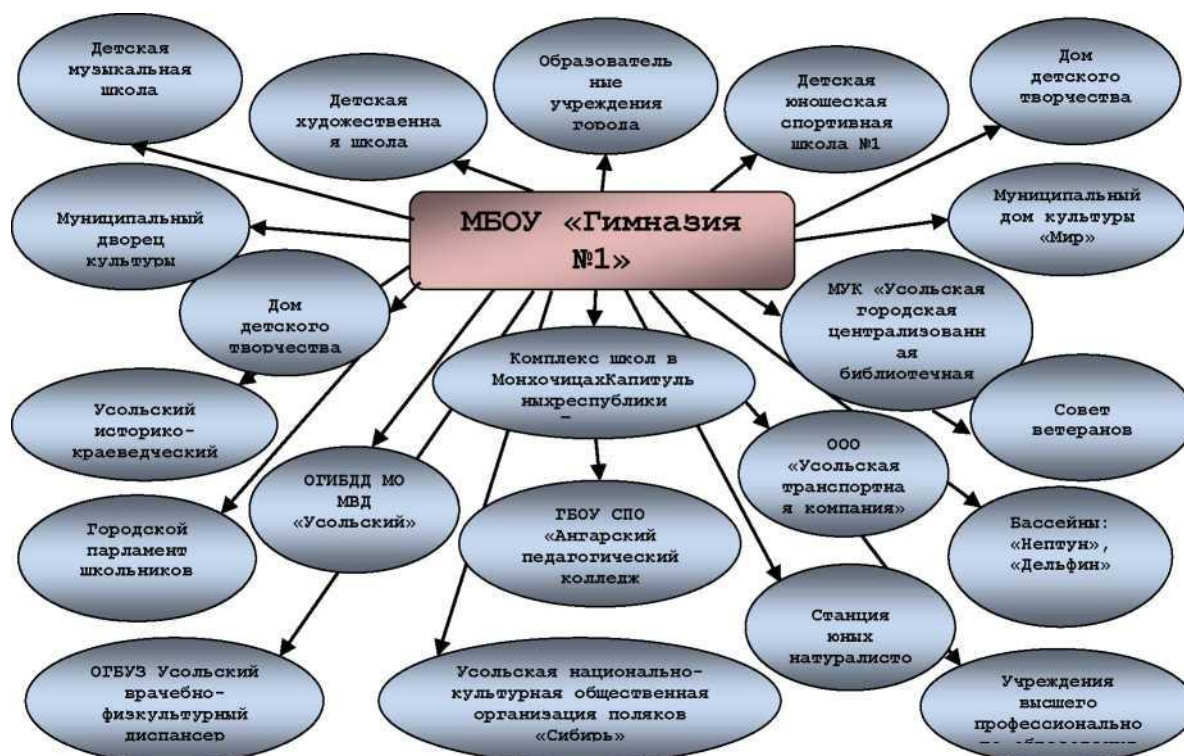 Детская
музыкальная
школа
Детская
художественна
я школа
Образователь
ные
учреждения
города
Детская
юношеская
спортивная
школа №1
Дом
детского
творчества
МБОУ «Гимназия
№1»
Муниципальный
дворец
культуры
Муниципальный
дом культуры
«Мир»
Дом
детского
творчества
МУК «Усольская
городская
централизованн
ая
библиотечная
Комплекс школ в
МонхочицахКапитуль
ныхреспублики
Усольский
историко-
краеведческий
Совет
ветеранов
ОГИБДД МО
МВД
«Усольский»
ООО
«Усольская
транспортна
я компания»
Городской
парламент
школьников
ГБОУ СПО
«Ангарский
педагогический
колледж
Бассейны:
«Нептун»,
«Дельфин»
Станция
юных
натуралисто
ОГБУЗ Усольский
врачебно-
физкультурный
диспансер
Усольская национально-
культурная общественная
организация поляков
«Сибирь»
Учреждения
высшего
профессионально